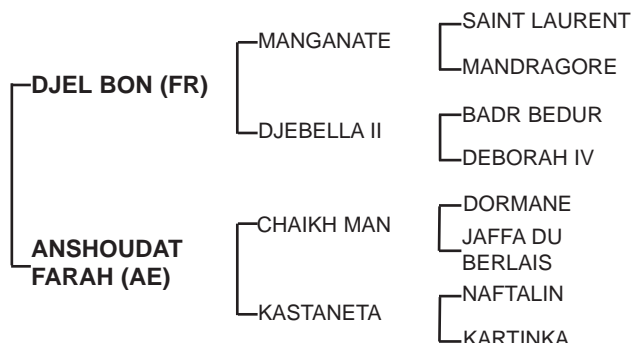 SAINT LAURENT
MANGANATE
MANDRAGORE
DJEL BON (FR)
BADR BEDUR
DJEBELLA II
DEBORAH IV
DORMANE
CHAIKH MAN
JAFFA DU
BERLAIS
ANSHOUDAT
FARAH (AE)
NAFTALIN
KASTANETA
KARTINKA